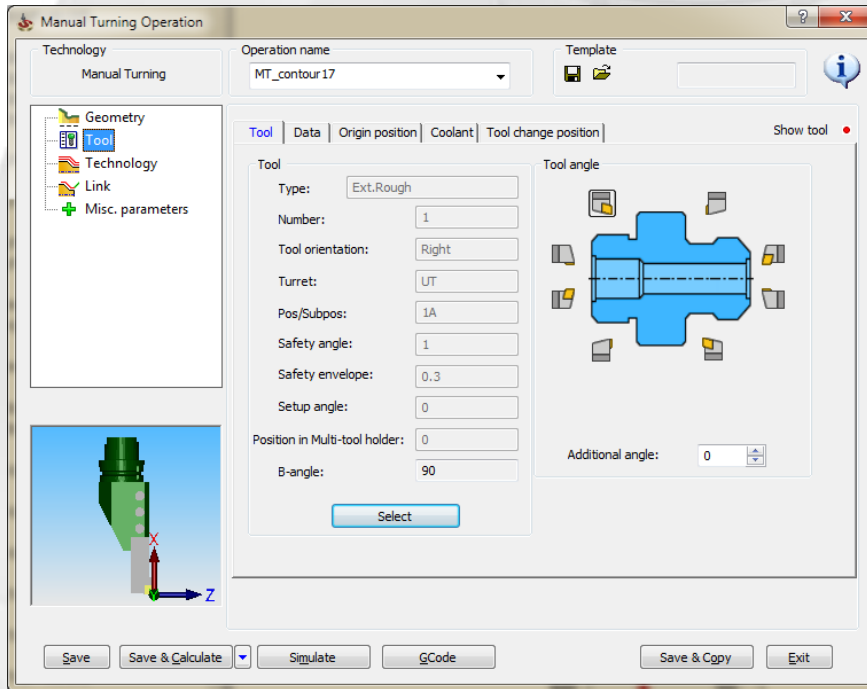 Manual Turning Operation
Technology
Manual Turning
Operation name
MT_contour17
Template
Geometry
Tool
Technology
Link
Misc. parameters
Tool Data Origin position Coolant Tool change position
Show tool
Tool
Type: Ext.Rough
Number: 1
Tool orientation: Right
Turret: UT
Pos/Subpos: 1A
Safety angle: 1
Safety envelope: 0.3
Setup angle: 0
Position in Multi-tool holder: 0
B-angle: 90
Select
Tool angle
Additional angle: 0
X
Z
Save Save & Calculate Simulate GCode Save & Copy Exit